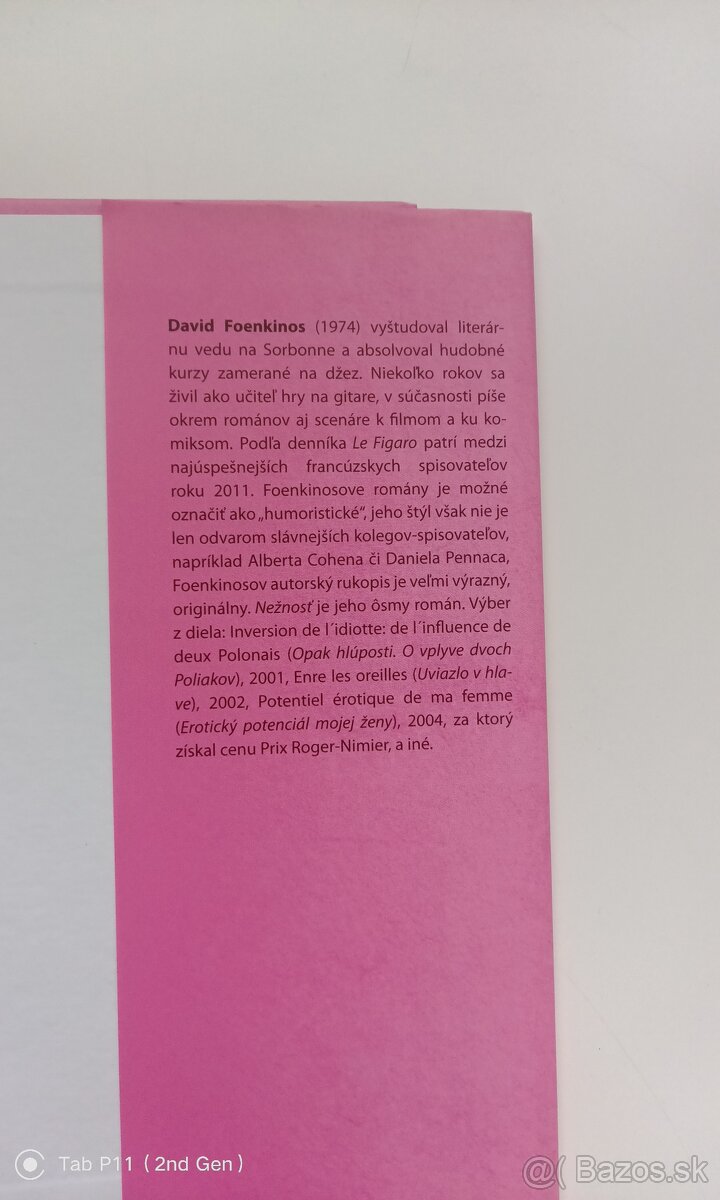 David Foenkinos (1974) vyštudoval literár-
nu vedu na Sorbonne a absolvoval hudobné
kurzy zamerané na džez. Niekoľko rokov sa
živil ako učiteľ hry na gitare, v súčasnosti píše
okrem románov aj scenáre k filmom a ku ko-
miksom. Podľa denníka Le Figaro patrí medzi
najúspešnejších francúzskych spisovateľov
roku 2011. Foenkinosove romány je možné
označiť ako „humoristické“, jeho štýl však nie je
len odvarom slávnejších kolegov-spisovateľov,
napríklad Alberta Cohena či Daniela Pennaca,
Foenkinosov autorský rukopis je veľmi výrazný,
originálny. Nežnosť je jeho ôsmy román. Výber
z diela: Inversion de l´idiotte: de l´influence de
deux Polonais (Opak hlúposti. O vplyve dvoch
Poliakov), 2001, Enre les oreilles (Uviazlo v hla-
ve), 2002, Potentiel érotique de ma femme
(Erotický potenciál mojej ženy), 2004, za ktorý
získal cenu Prix Roger-Nimier, a iné.
Tab P11 (2nd Gen)
@( Bazos.sk